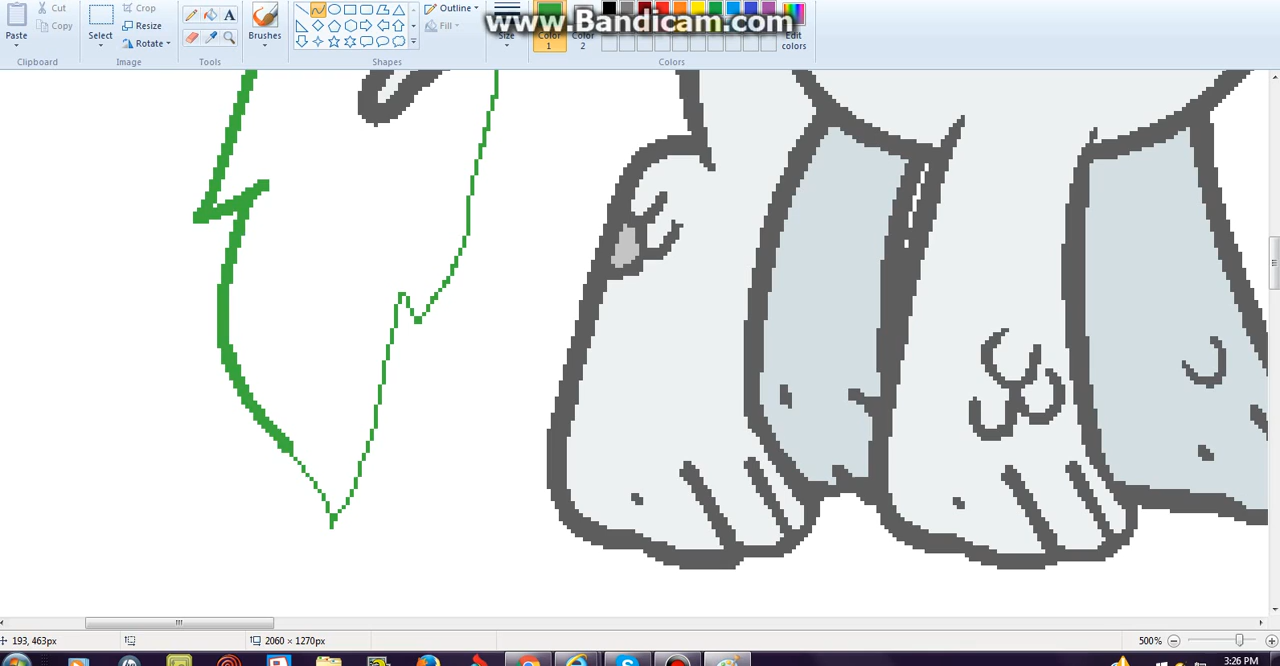 www.Bandicam.com
Cut
Copy
Paste
Clipboard
Select
Crop
Resize
Rotate
Image
A
Tools
Brushes
Shapes
Outline
Fill
Size
Color 1
Color 2
Edit colors
Colors
193, 463px
2060 × 1270px
500%
3:26 PM